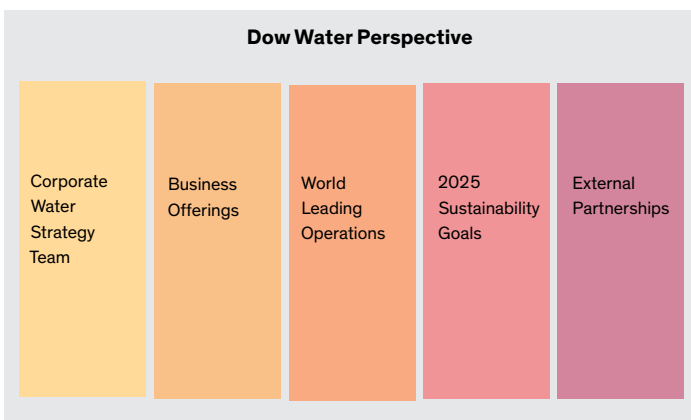 Dow Water Perspective
Corporate
Water
Strategy
Team
Business
Offerings
World
Leading
Operations
2025
Sustainability
Goals
External
Partnerships